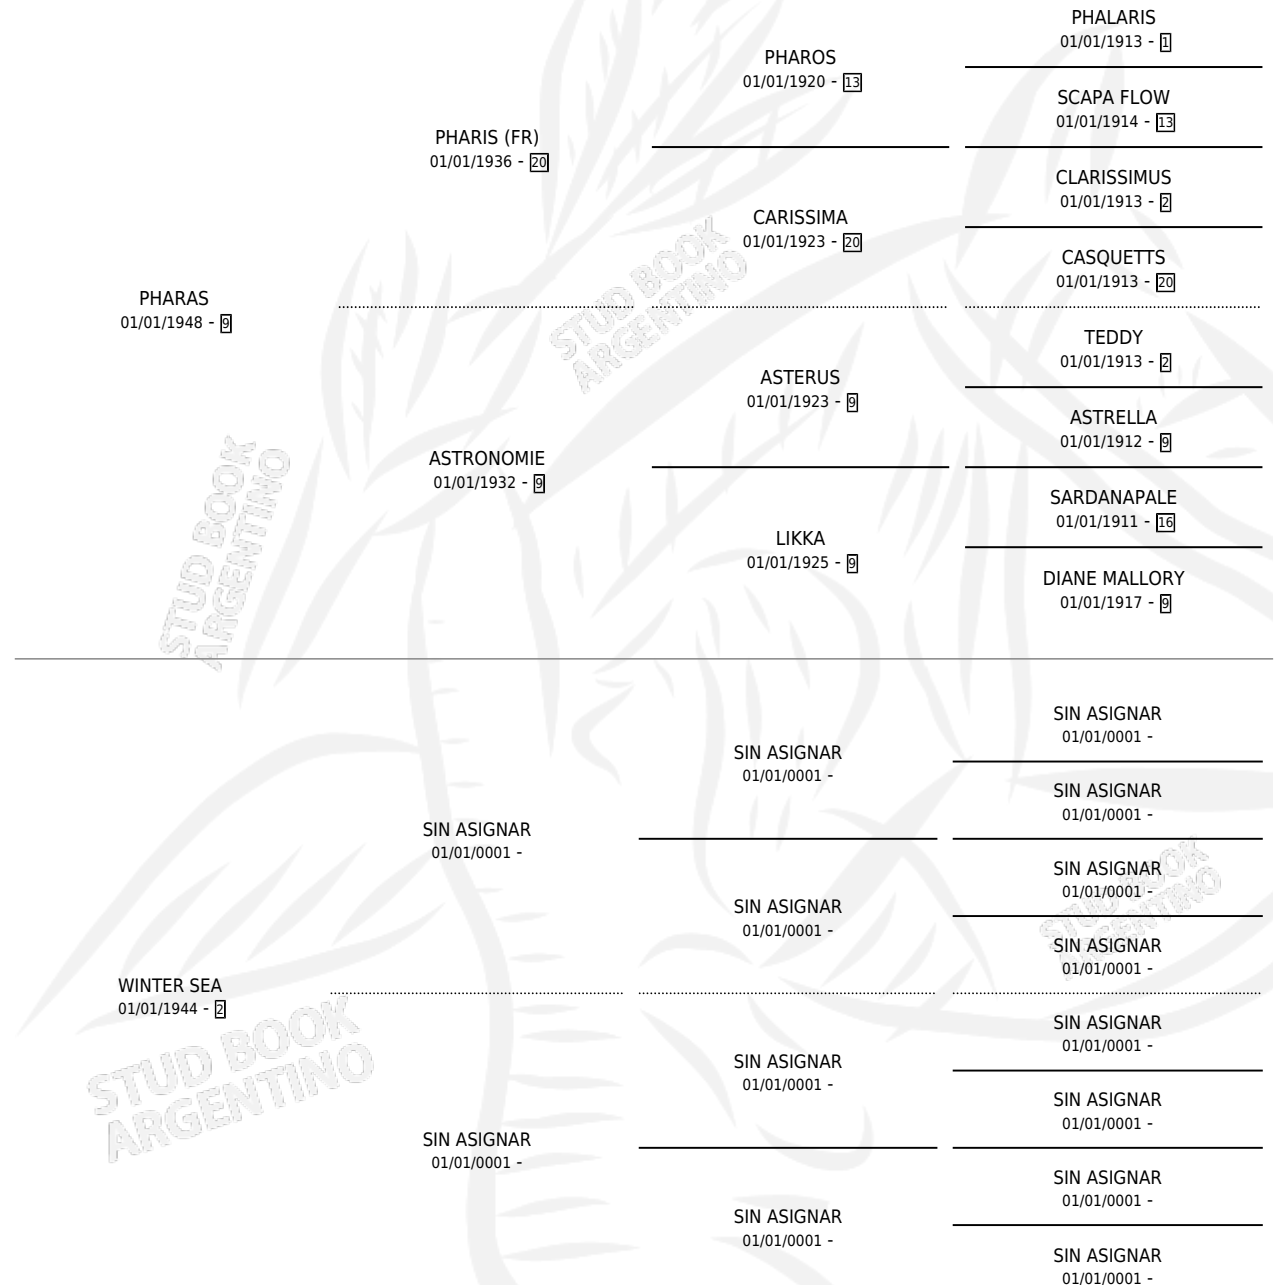 PHALARIS
01/01/1913 - 1
PHAROS
01/01/1920 - 13
SCAPA FLOW
01/01/1914 - 13
PHARIS (FR)
01/01/1936 - 20
CLARISSIMUS
01/01/1913 - 2
CARISSIMA
01/01/1923 - 20
CASQUETTS
01/01/1913 - 20
PHARAS
01/01/1948 - 9
TEDDY
01/01/1913 - 2
ASTERUS
01/01/1923 - 9
ASTRELLA
01/01/1912 - 9
ASTRONOMIE
01/01/1932 - 9
SARDANAPALE
01/01/1911 - 16
LIKKA
01/01/1925 - 9
DIANE MALLORY
01/01/1917 - 9
STUD BOOK
ARGENTINO
STUD BOOK
ARGENTINO
SIN ASIGNAR
01/01/0001 -
SIN ASIGNAR
01/01/0001 -
SIN ASIGNAR
01/01/0001 -
SIN ASIGNAR
01/01/0001 -
SIN ASIGNAR
01/01/0001 -
SIN ASIGNAR
01/01/0001 -
SIN ASIGNAR
01/01/0001 -
WINTER SEA
01/01/1944 - 2
SIN ASIGNAR
01/01/0001 -
SIN ASIGNAR
01/01/0001 -
SIN ASIGNAR
01/01/0001 -
SIN ASIGNAR
01/01/0001 -
SIN ASIGNAR
01/01/0001 -
SIN ASIGNAR
01/01/0001 -
SIN ASIGNAR
01/01/0001 -
STUD BOOK
ARGENTINO
STUD BOOK
ARGENTINO